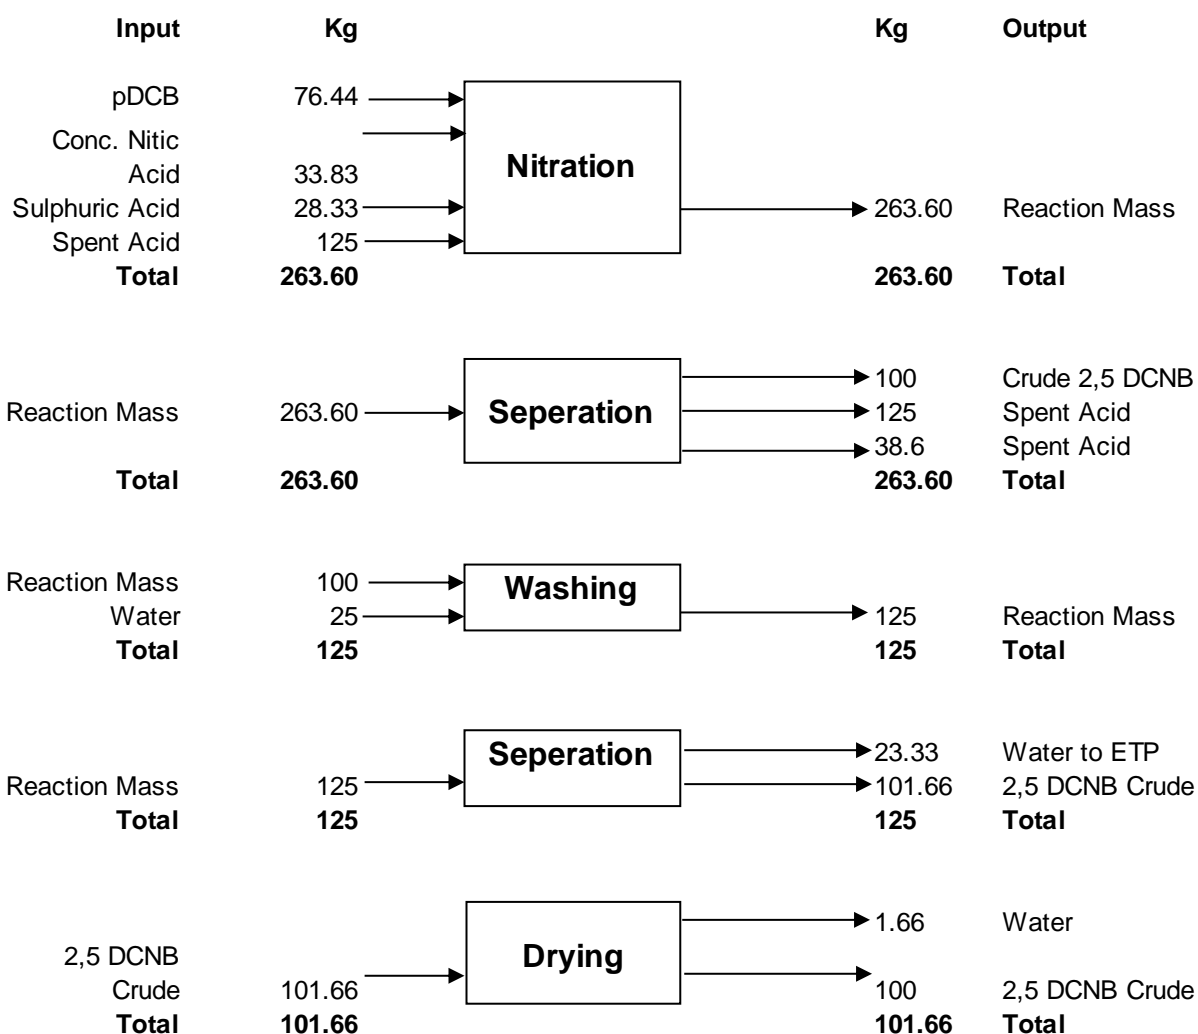 Input Kg Kg Output
pDCB 76.44
Conc. Nitic
Acid 33.83
Nitration
Sulphuric Acid 28.33 263.60 Reaction Mass
Spent Acid 125
Total 263.60 263.60 Total
100 Crude 2,5 DCNB
Reaction Mass 263.60 Seperation 125 Spent Acid
38.6 Spent Acid
Total 263.60 263.60 Total
Reaction Mass 100 Washing
Water 25 125 Reaction Mass
Total 125 125 Total
Seperation 23.33 Water to ETP
Reaction Mass 125 101.66 2,5 DCNB Crude
Total 125 125 Total
1.66 Water
2,5 DCNB Drying
Crude 101.66 100 2,5 DCNB Crude
Total 101.66 101.66 Total